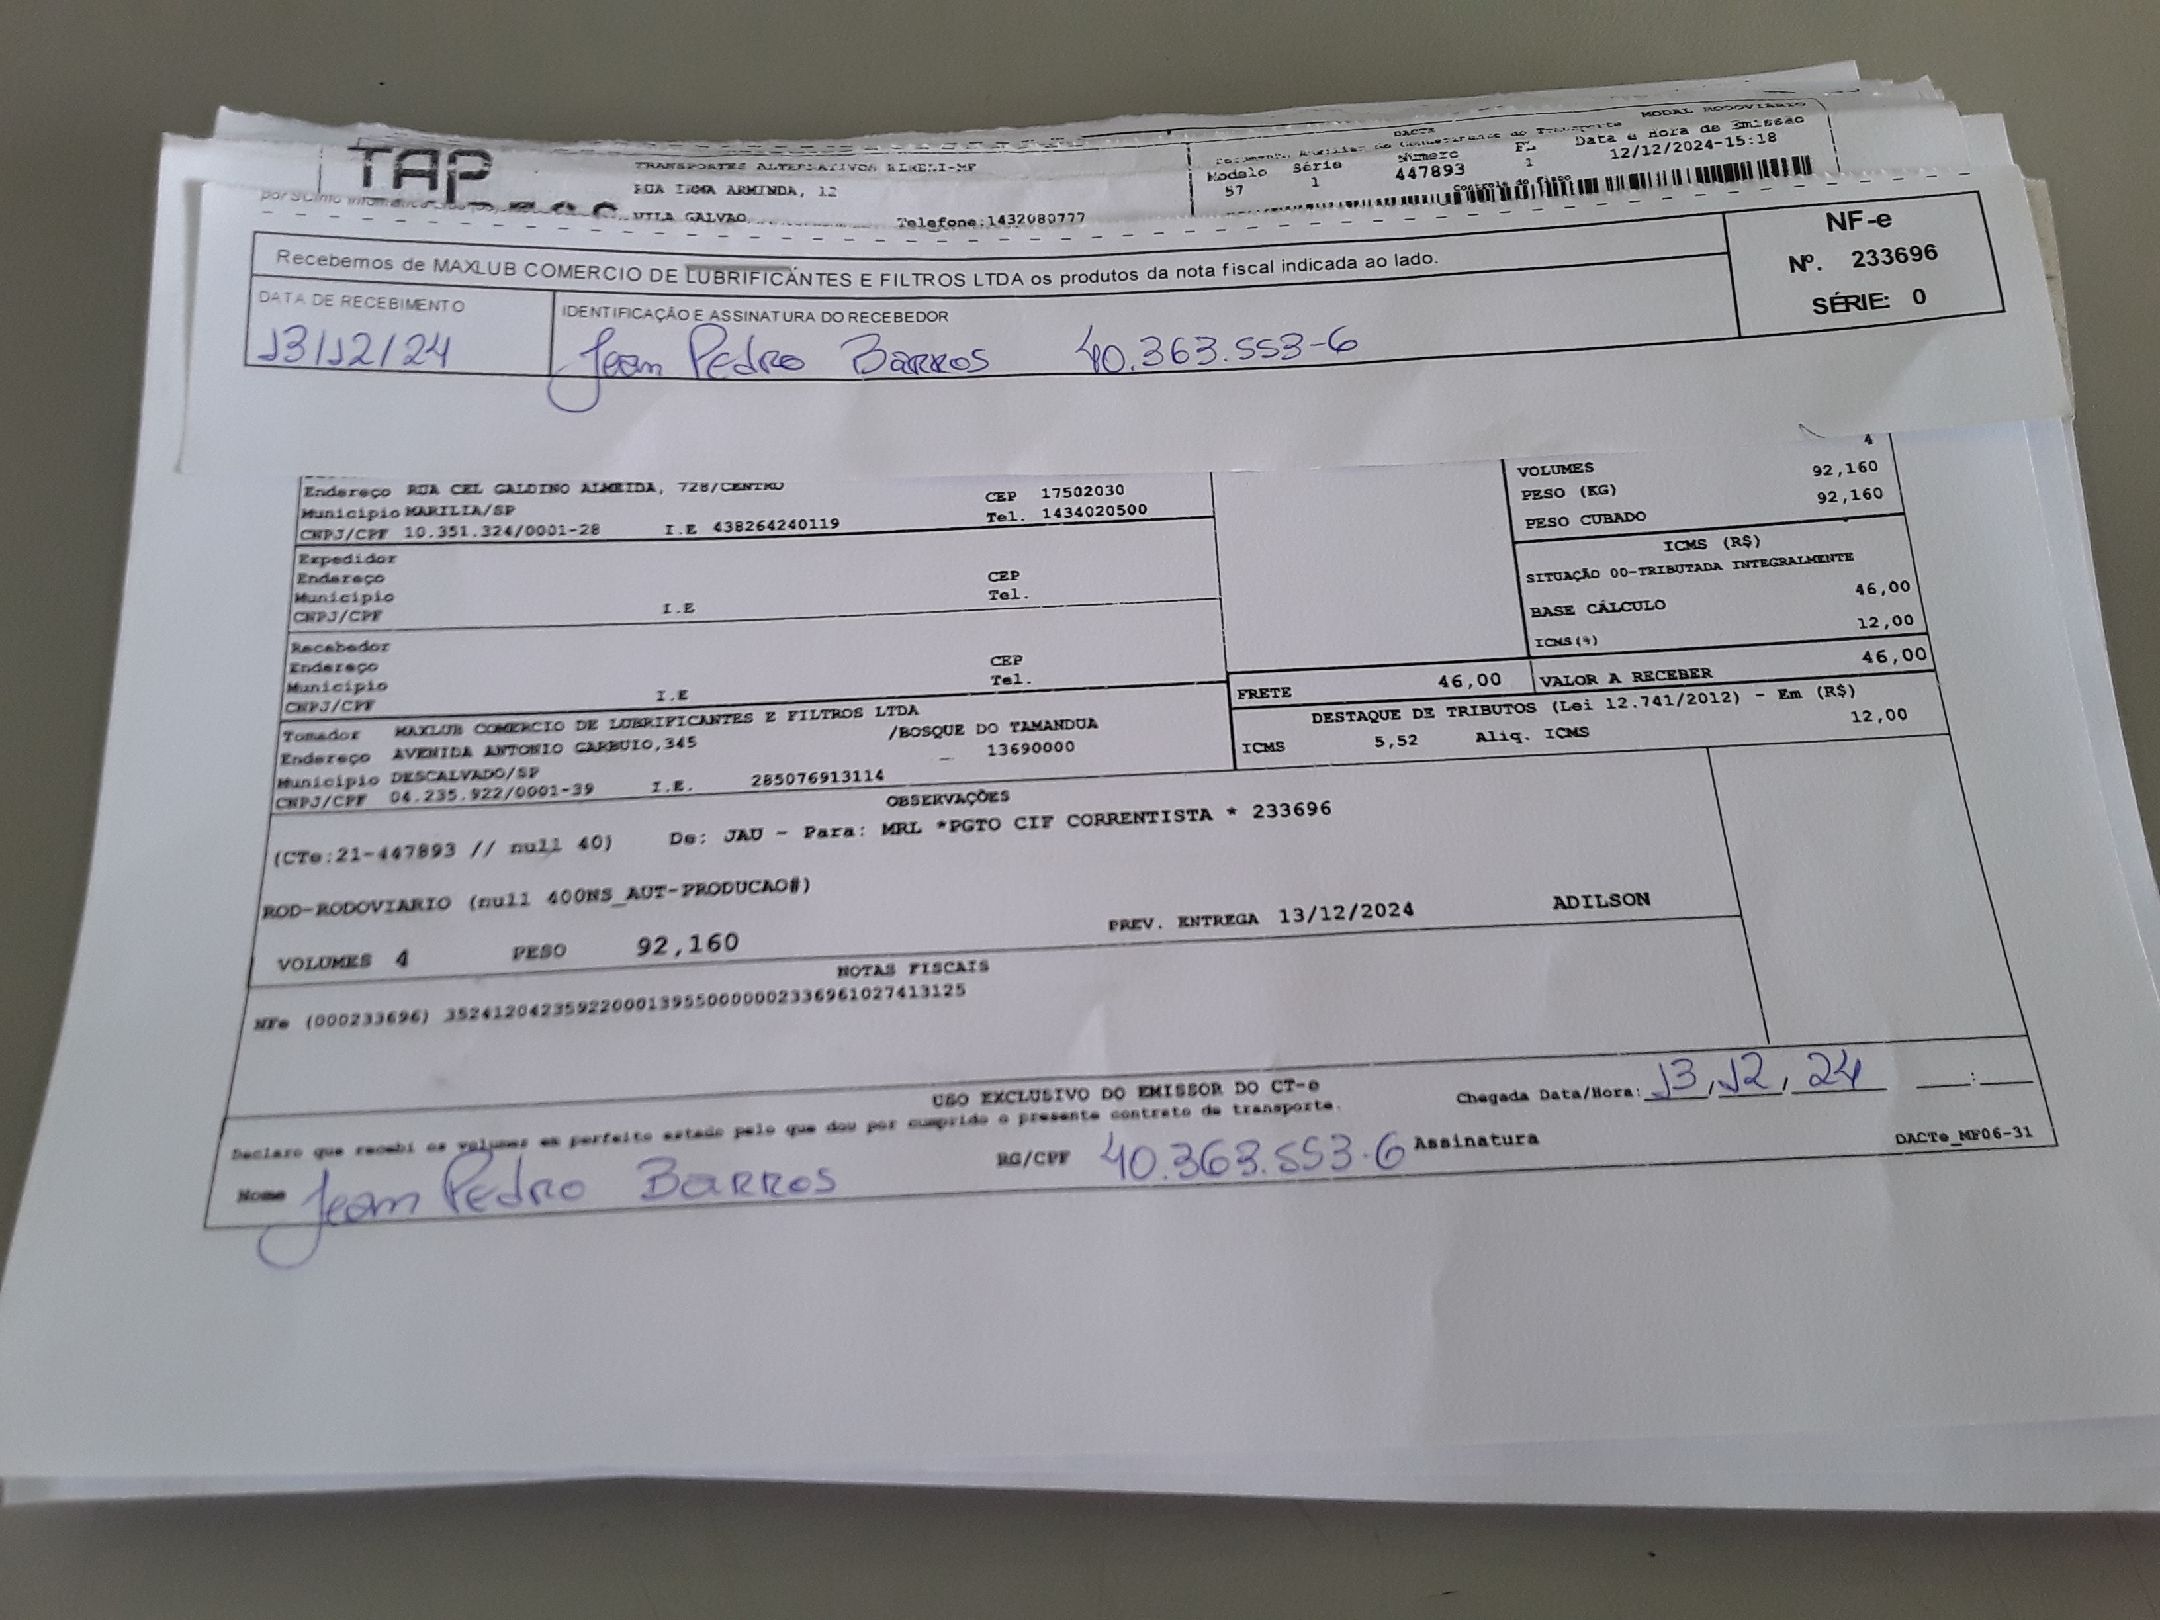 MODAL RODOVIÁRIO
DACTE
TAP
TRANSPORTES ALTERNATIVOS EIRELI-MF
Modelo Série Número FL Data e Hora de Emissão
57 1 447893 1 12/12/2024-15:18
RUA IRMA ARMINDA, 12
Controle do Fisco
VILA GALVAO Telefone:1432080777
NF-e
Recebemos de MAXLUB COMERCIO DE LUBRIFICANTES E FILTROS LTDA os produtos da nota fiscal indicada ao lado.
Nº. 233696
SÉRIE: 0
DATA DE RECEBIMENTO IDENTIFICAÇÃO E ASSINATURA DO RECEBEDOR
13/12/24 Jean Pedro Barros 40.363.553-6
VOLUMES 4
Endereço RUA CEL GALDINO ALMEIDA, 728/CENTRO CEP 17502030
PESO (KG) 92,160
Município MARILIA/SP Tel. 1434020500
PESO CUBADO 92,160
CNPJ/CPF 10.351.324/0001-28 I.E 438264240119
ICMS (R$)
Expedidor
SITUAÇÃO 00-TRIBUTADA INTEGRALMENTE
Endereço CEP
Município Tel.
BASE CÁLCULO 46,00
CNPJ/CPF I.E
ICMS(%) 12,00
Recebedor
Endereço CEP
Município Tel.
CNPJ/CPF I.E
FRETE 46,00 VALOR A RECEBER 46,00
Tomador MAXLUB COMERCIO DE LUBRIFICANTES E FILTROS LTDA
DESTAQUE DE TRIBUTOS (Lei 12.741/2012) - Em (R$)
Endereço AVENIDA ANTONIO GARBUIO,345 /BOSQUE DO TAMANDUA
ICMS 5,52 Aliq. ICMS 12,00
Município DESCALVADO/SP 13690000
CNPJ/CPF 04.235.922/0001-39 I.E. 285076913114
OBSERVAÇÕES
(CTe:21-447893 // null 40) De: JAU - Para: MRL *PGTO CIF CORRENTISTA * 233696
ROD-RODOVIARIO (null 400NS_AUT-PRODUCAO#)
PREV. ENTREGA 13/12/2024 ADILSON
VOLUMES 4 PESO 92,160
NOTAS FISCAIS
NFe (000233696) 35241204235922000139550000002336961027413125
USO EXCLUSIVO DO EMISSOR DO CT-e
Chegada Data/Hora: 13,12,24 :
Declaro que recebi os volumes em perfeito estado pelo que dou por cumprido o presente contrato de transporte.
Nome Jean Pedro Barros RG/CPF 40.363.553-6 Assinatura
DACTe_MF06-31